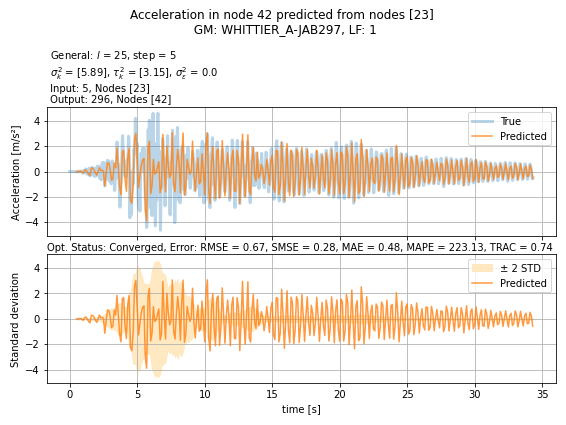 Acceleration in node 42 predicted from nodes [23]
GM: WHITTIER_A-JAB297, LF: 1
General: l = 25, step = 5
σ²ₖ = [5.89], τ²ₖ = [3.15], σ²ε = 0.0
Input: 5, Nodes [23]
Output: 296, Nodes [42]
Acceleration [m/s²]
4
2
0
−2
−4
True
Predicted
Opt. Status: Converged, Error: RMSE = 0.67, SMSE = 0.28, MAE = 0.48, MAPE = 223.13, TRAC = 0.74
Standard deviation
4
2
0
−2
−4
± 2 STD
Predicted
0 5 10 15 20 25 30 35
time [s]